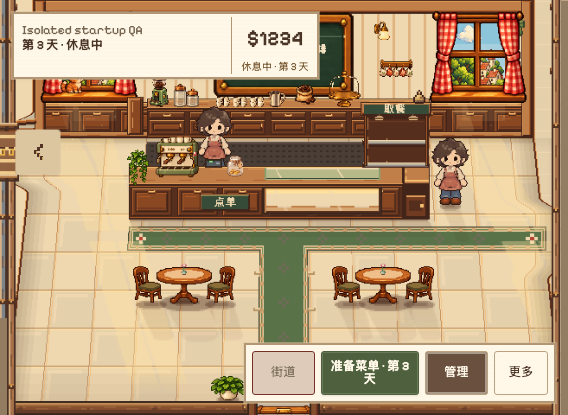 Isolated startup QA
第 3 天 · 休息中
$1834
休息中 · 第 3 天
取餐
点单
街道
准备菜单 · 第 3
天
管理
更多